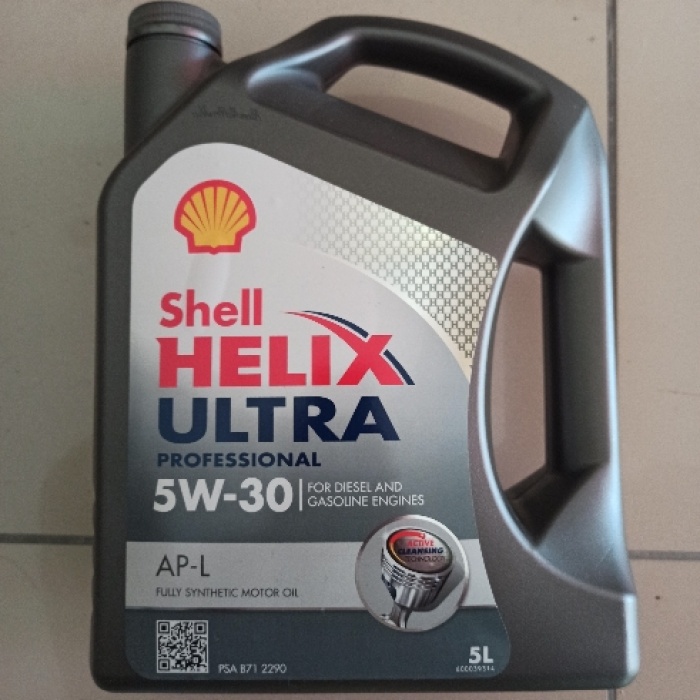 Shell
HELIX
ULTRA
PROFESSIONAL
5W-30
FOR DIESEL AND
GASOLINE ENGINES
ACTIVE
CLEANSING
TECHNOLOGY
AP-L
FULLY SYNTHETIC MOTOR OIL
PSA B71 2290
5L